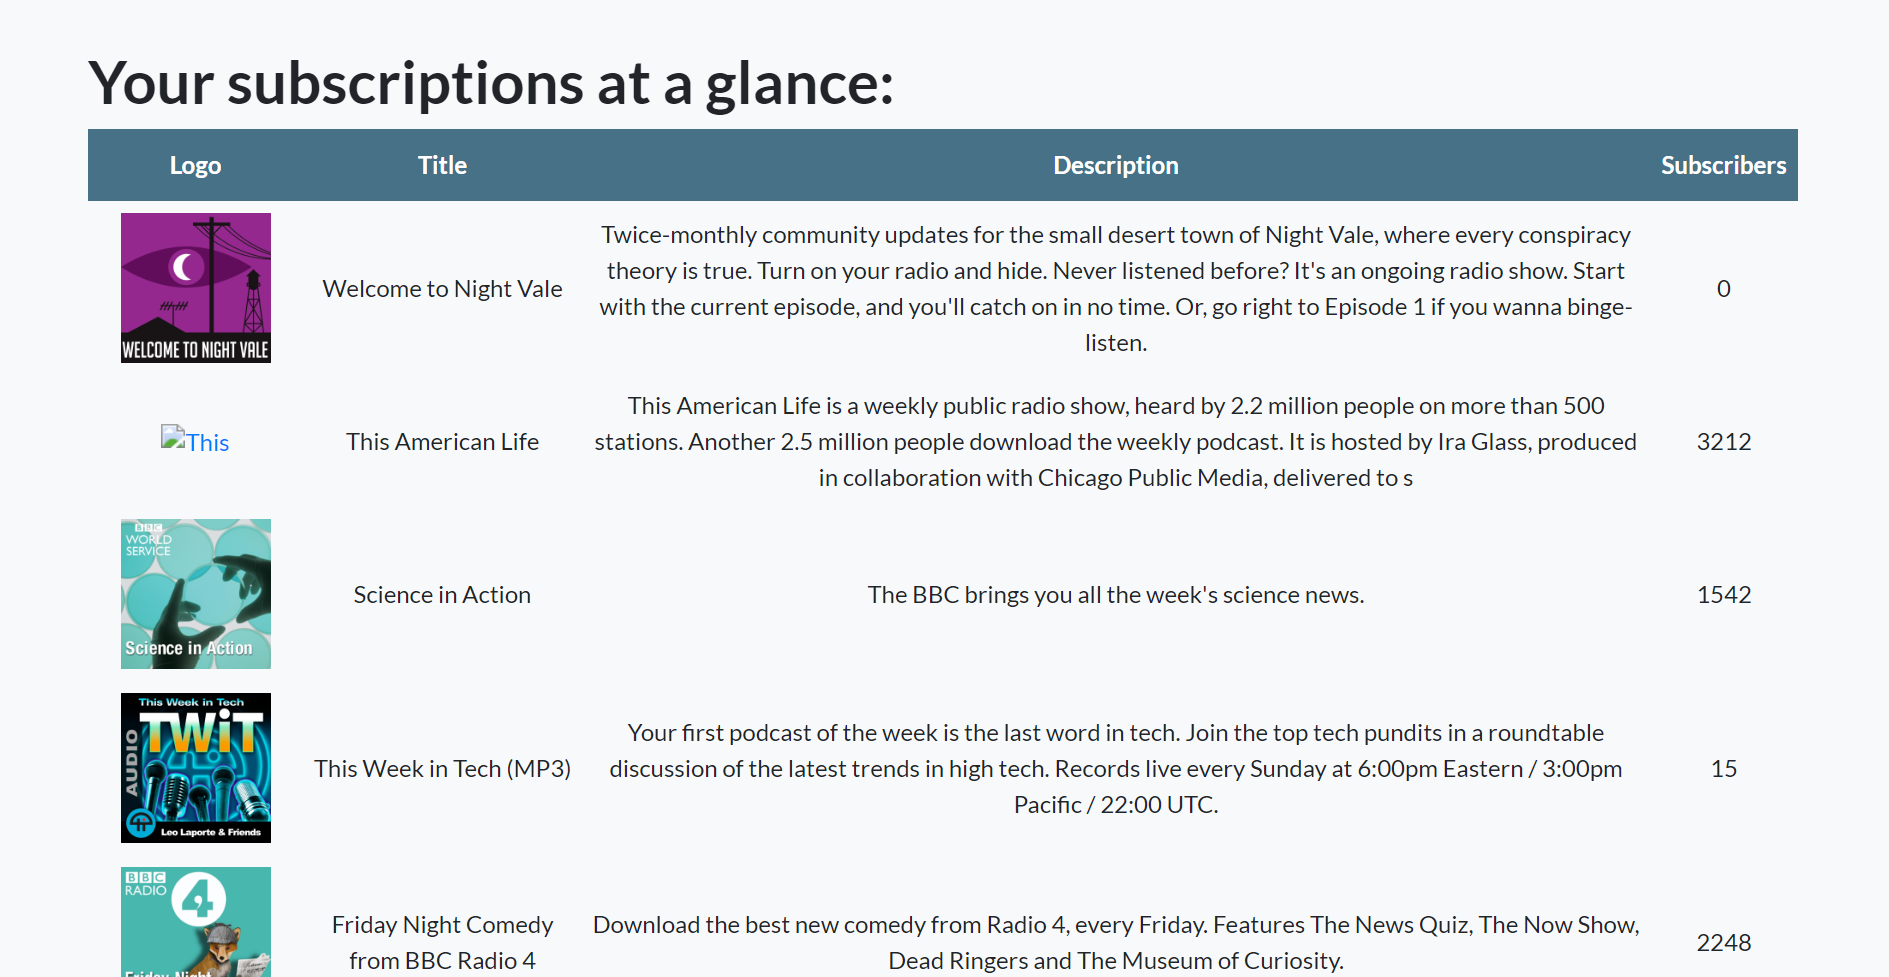 Your subscriptions at a glance:
Logo Title Description Subscribers
WELCOME TO NIGHT VALE
Welcome to Night Vale
Twice-monthly community updates for the small desert town of Night Vale, where every conspiracy
theory is true. Turn on your radio and hide. Never listened before? It's an ongoing radio show. Start
with the current episode, and you'll catch on in no time. Or, go right to Episode 1 if you wanna binge-
listen.
0
This
This American Life
This American Life is a weekly public radio show, heard by 2.2 million people on more than 500
stations. Another 2.5 million people download the weekly podcast. It is hosted by Ira Glass, produced
in collaboration with Chicago Public Media, delivered to s
3212
BBC
WORLD
SERVICE
Science in Action
Science in Action
The BBC brings you all the week's science news.
1542
This Week in Tech
TWiT
AUDIO
Leo Laporte & Friends
This Week in Tech (MP3)
Your first podcast of the week is the last word in tech. Join the top tech pundits in a roundtable
discussion of the latest trends in high tech. Records live every Sunday at 6:00pm Eastern / 3:00pm
Pacific / 22:00 UTC.
15
BBC
RADIO
4
Friday Night
Friday Night Comedy
from BBC Radio 4
Download the best new comedy from Radio 4, every Friday. Features The News Quiz, The Now Show,
Dead Ringers and The Museum of Curiosity.
2248